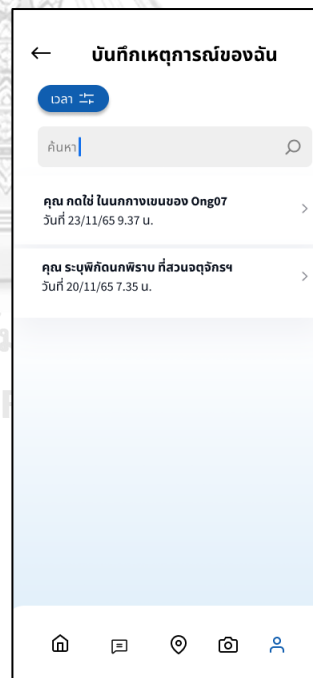 บันทึกเหตุการณ์ของฉัน
เวลา
ค้นหา
คุณ กดใช่ ในนกกางเขนของ Ong07
วันที่ 23/11/65 9.37 น.
คุณ ระบุพิกัดนกพิราบ ที่สวนจตุจักรฯ
วันที่ 20/11/65 7.35 น.